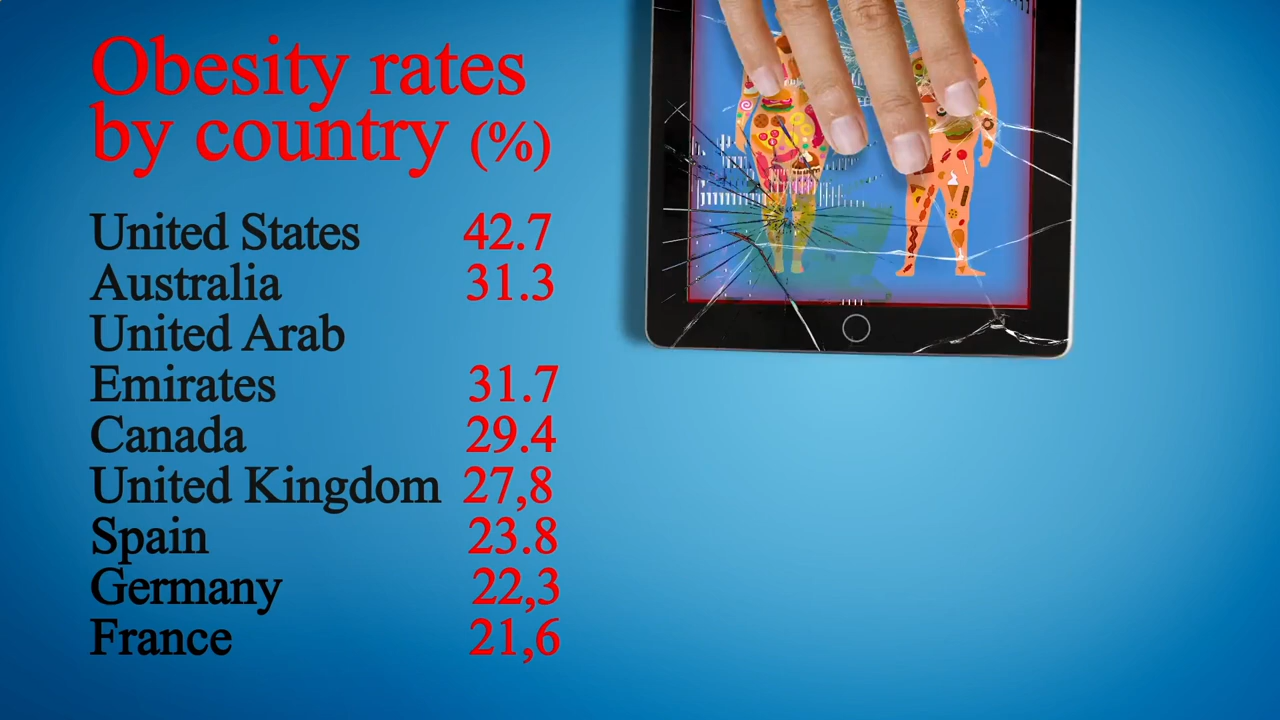 Obesity rates
by country (%)
United States 42.7
Australia 31.3
United Arab
Emirates 31.7
Canada 29.4
United Kingdom 27,8
Spain 23.8
Germany 22,3
France 21,6